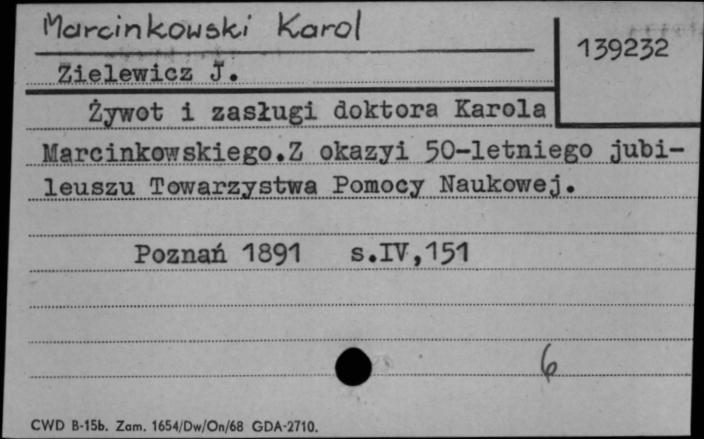 Marcinkowski Karol
139232
Zielewicz J.
Żywot i zasługi doktora Karola
Marcinkowskiego.Z okazyi 50-letniego jubi-
leuszu Towarzystwa Pomocy Naukowej.
Poznań 1891 s.IV,151
6
CWD B-15b. Zam. 1654/Dw/On/68 GDA-2710.